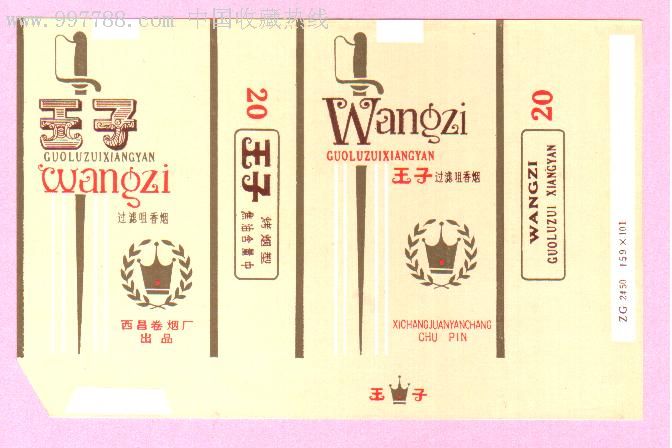 www.997788.com 中国收藏热线
王子
GUOLUZUIXIANGYAN
wangzi
过滤咀香烟
西昌卷烟厂
出品
20
王子
烤烟型
焦油含量中
Wangzi
GUOLUZUIXIANGYAN
王子 过滤咀香烟
XICHANGJUANYANCHANG
CHU PIN
20
WANGZI
GUOLUZUI XIANGYAN
ZG 2450 159×101
王子